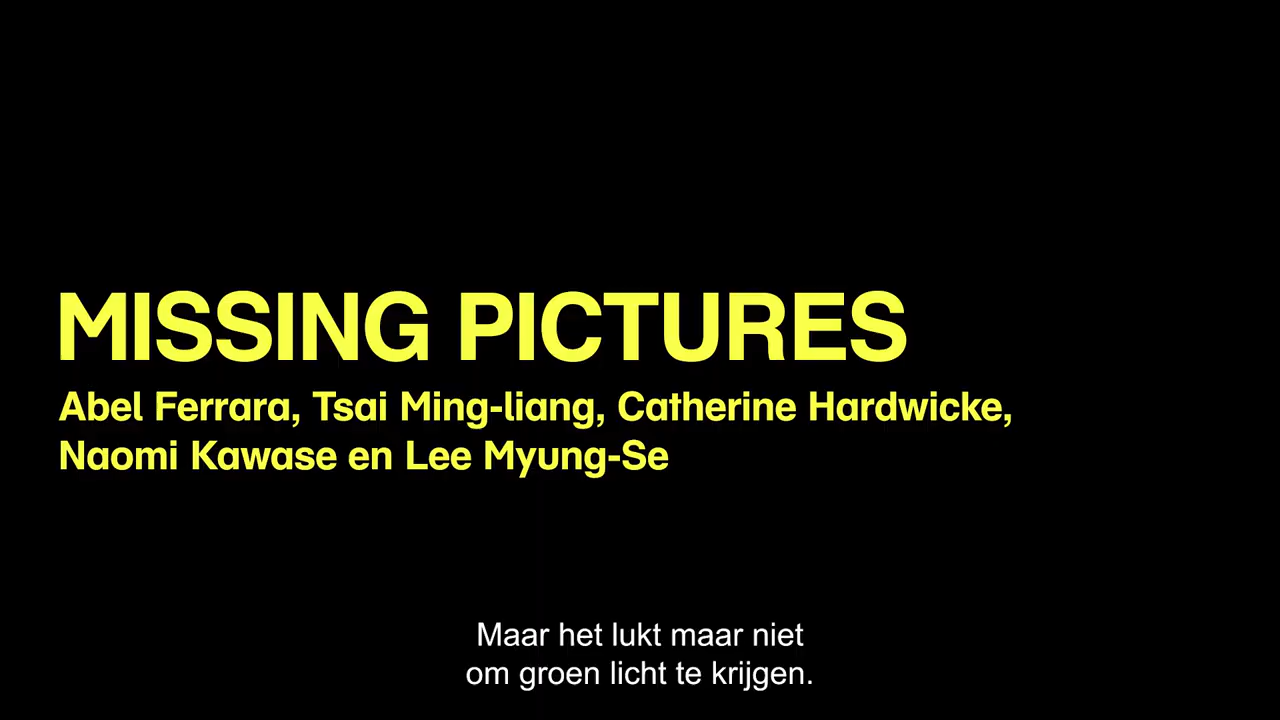 MISSING PICTURES
Abel Ferrara, Tsai Ming-liang, Catherine Hardwicke,
Naomi Kawase en Lee Myung-Se
Maar het lukt maar niet
om groen licht te krijgen.